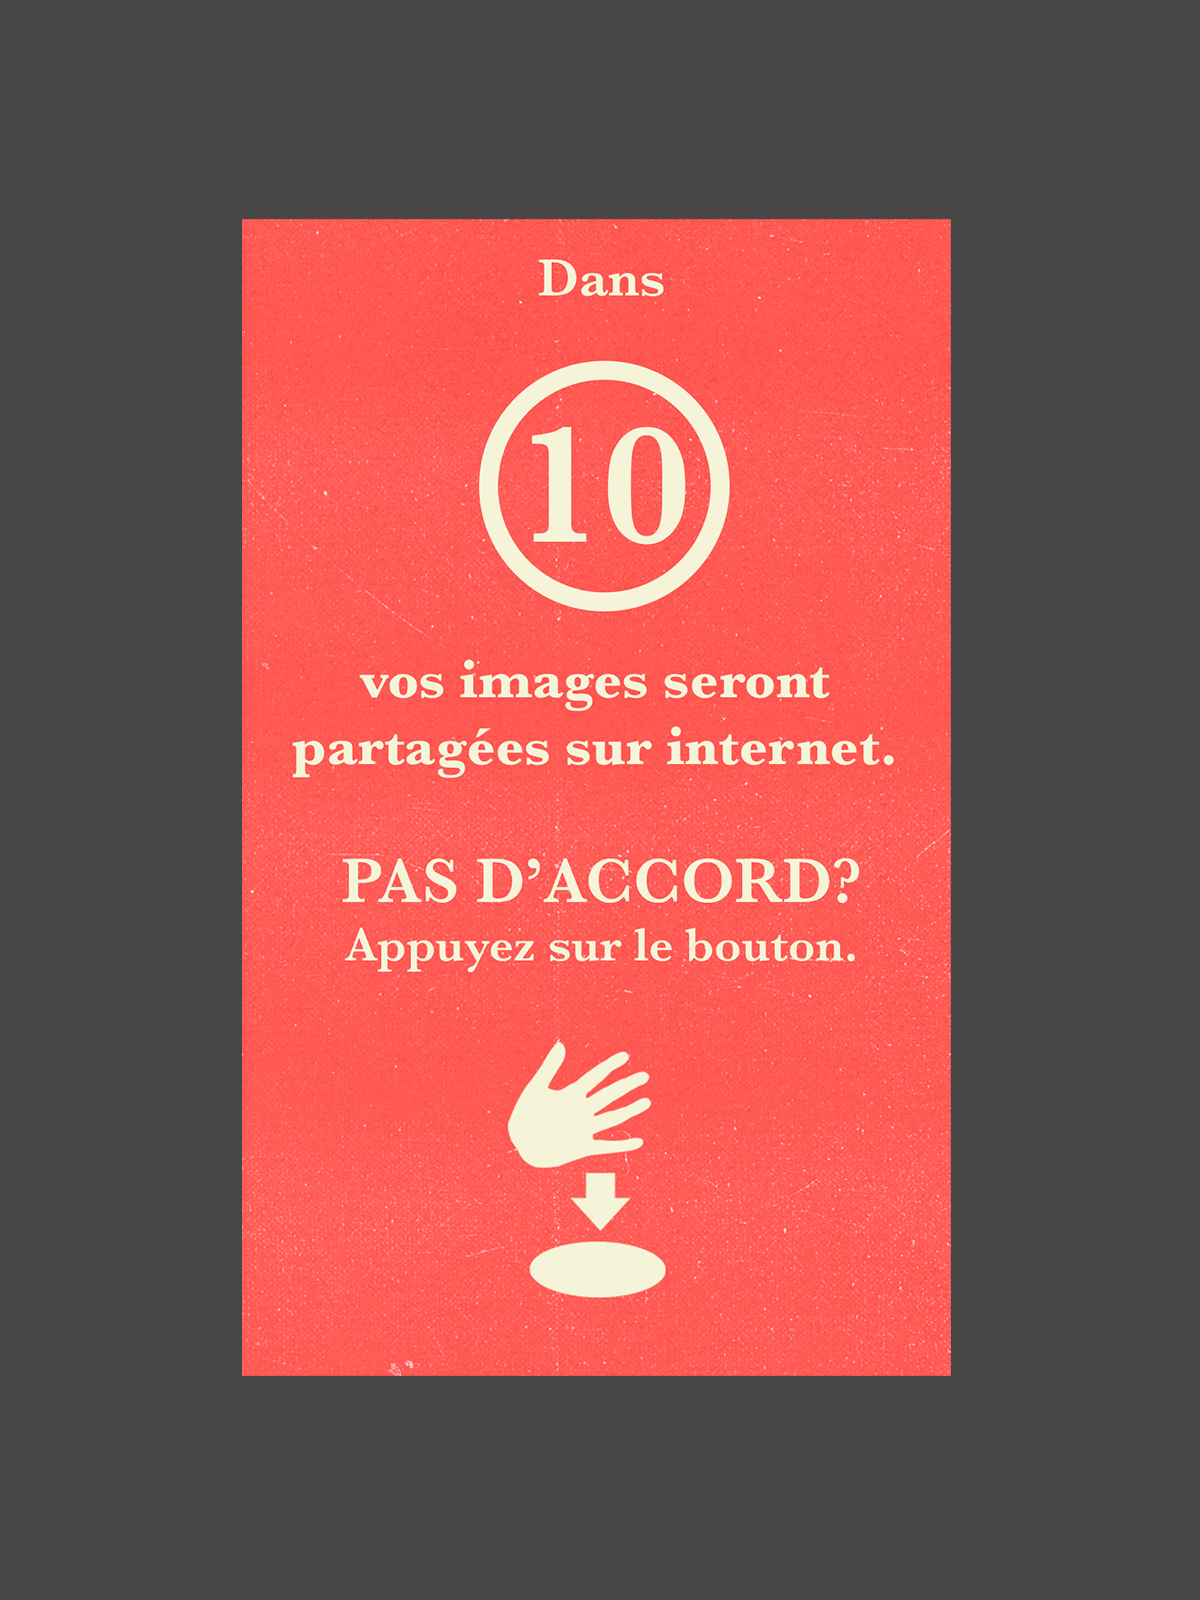 Dans
10
vos images seront
partagées sur internet.
PAS D’ACCORD?
Appuyez sur le bouton.